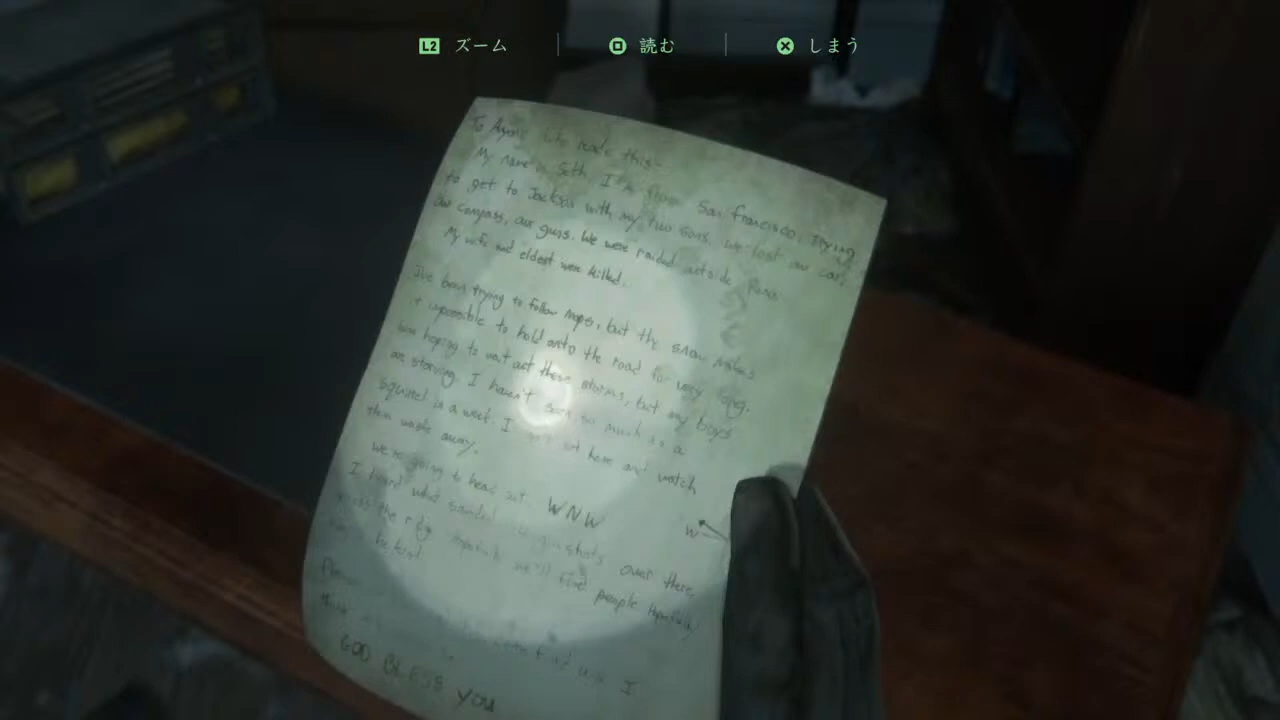 L2 ズーム
読む
しまう
To Anyone who reads this-
My name is Seth. I'm from San Francisco. Trying
to get to Jackson with my two sons. We lost our car,
our compass, our guns. We were raided outside
My wife and eldest were killed.
I've been trying to follow maps, but the snow makes
it impossible to hold onto the road for very long.
was hoping to wait out these storms, but my boys
are starving. I haven't seen so much as a
squirrel in a week. I sit here and watch
them waste away.
We're going to head out. WNW
W
I heard what sounded like gunshots over there,
the ridge we'll find people
be kind
Please
find us I
GOD BLESS YOU